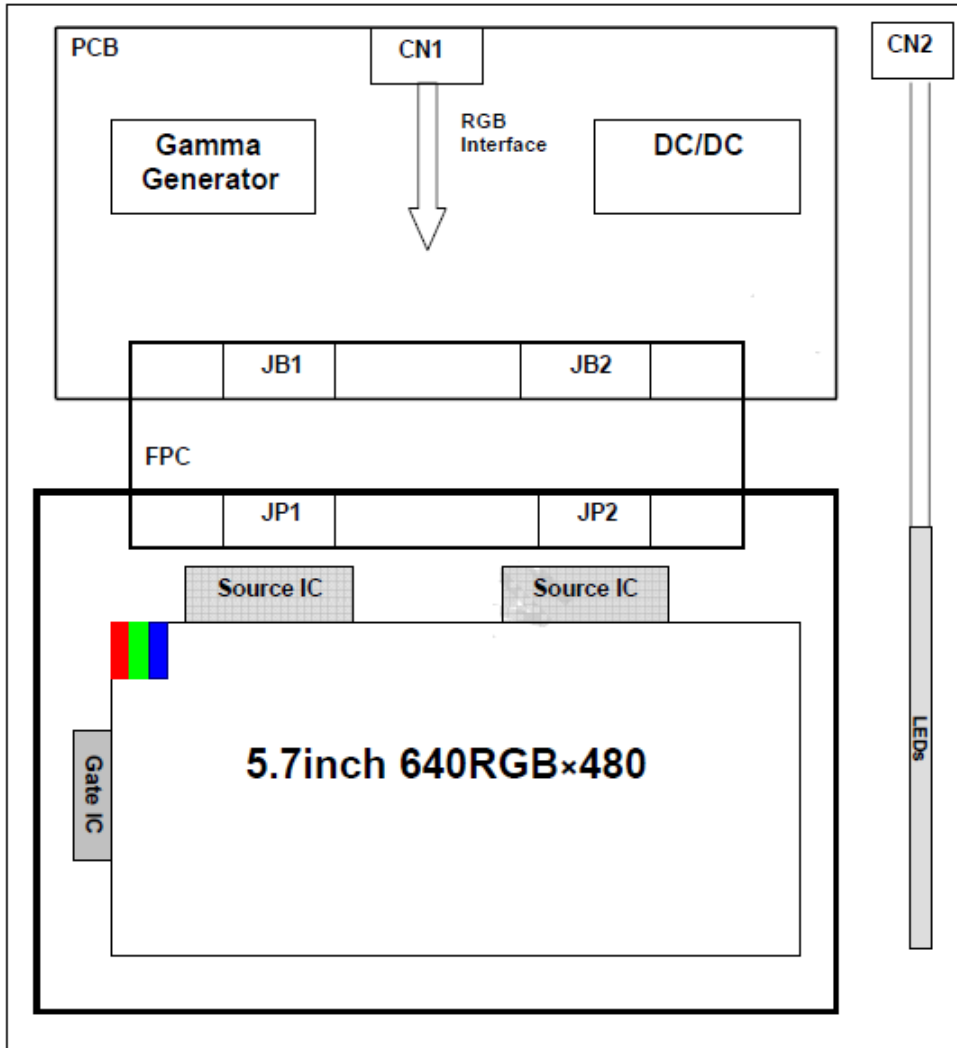 PCB
CN1
CN2
RGB
Interface
Gamma
Generator
DC/DC
JB1
JB2
FPC
JP1
JP2
Source IC
Source IC
Gate IC
5.7inch 640RGB×480
LEDs